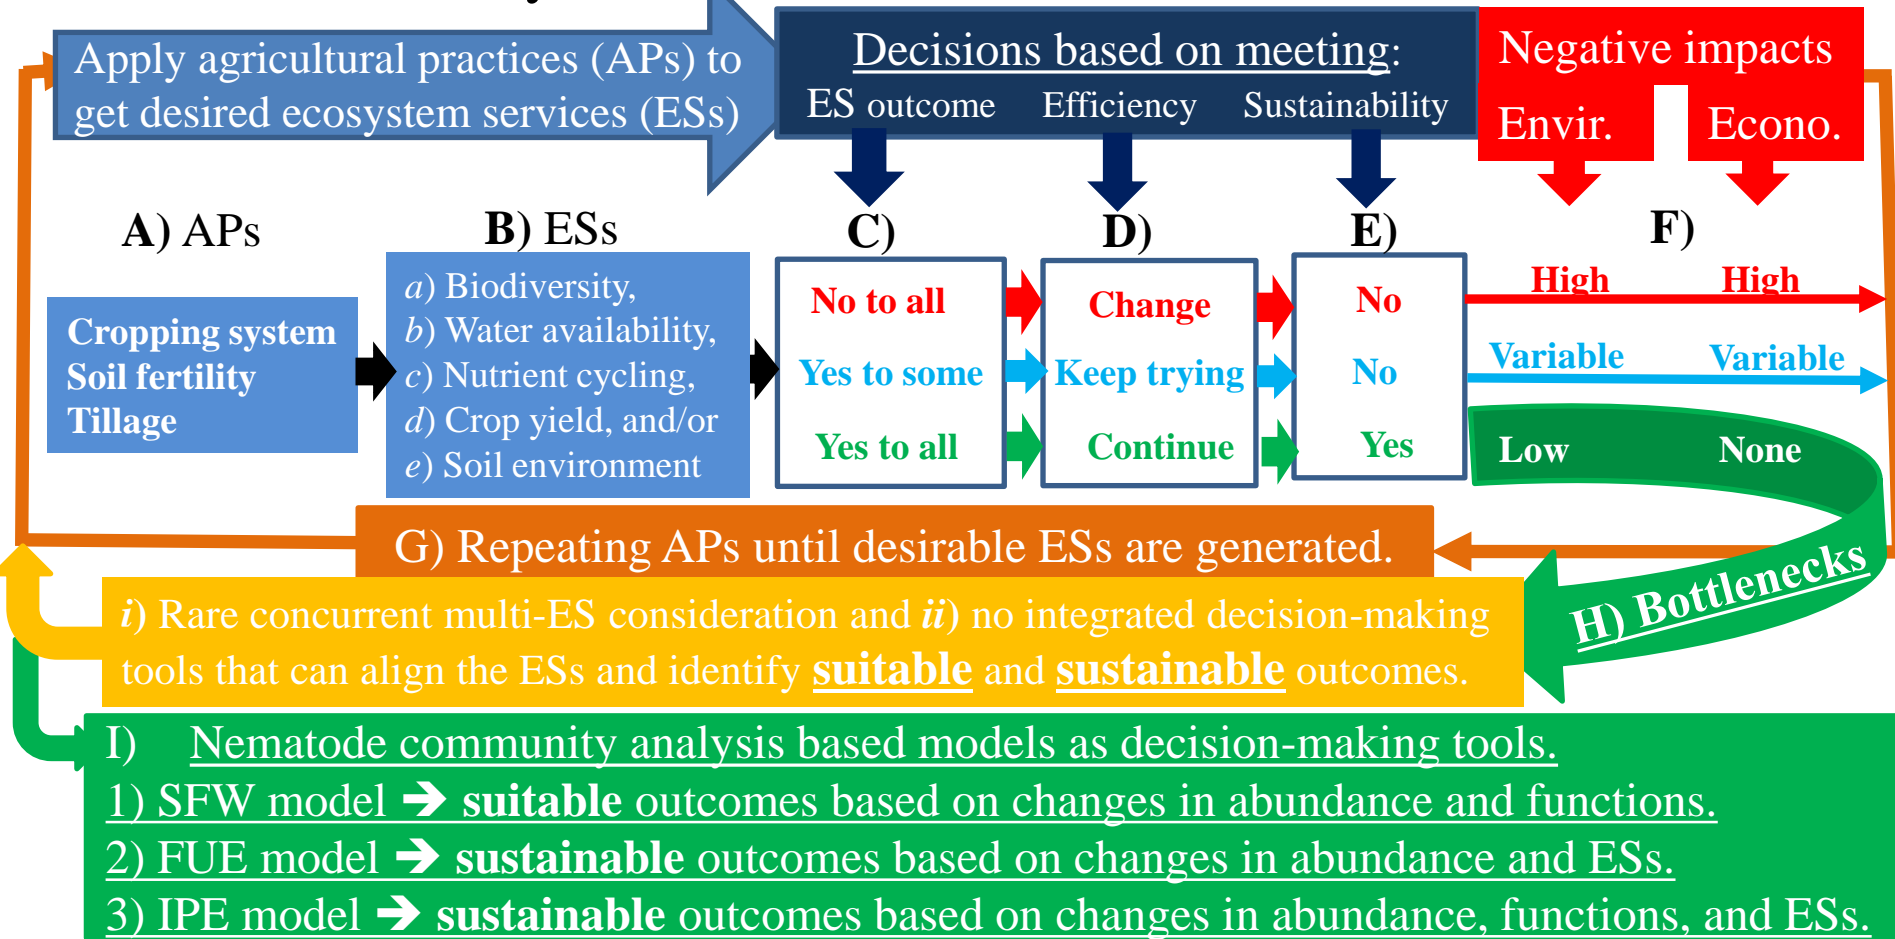 Apply agricultural practices (APs) to
get desired ecosystem services (ESs)
Decisions based on meeting:
ES outcome Efficiency Sustainability
Negative impacts
Envir. Econo.
A) APs
B) ESs
C)
D)
E)
F)
Cropping system
Soil fertility
Tillage
a) Biodiversity,
b) Water availability,
c) Nutrient cycling,
d) Crop yield, and/or
e) Soil environment
No to all
Change
No
High
High
Yes to some
Keep trying
No
Variable
Variable
Yes to all
Continue
Yes
Low
None
G) Repeating APs until desirable ESs are generated.
H) Bottlenecks
i) Rare concurrent multi-ES consideration and ii) no integrated decision-making
tools that can align the ESs and identify suitable and sustainable outcomes.
I) Nematode community analysis based models as decision-making tools.
1) SFW model ➔ suitable outcomes based on changes in abundance and functions.
2) FUE model ➔ sustainable outcomes based on changes in abundance and ESs.
3) IPE model ➔ sustainable outcomes based on changes in abundance, functions, and ESs.